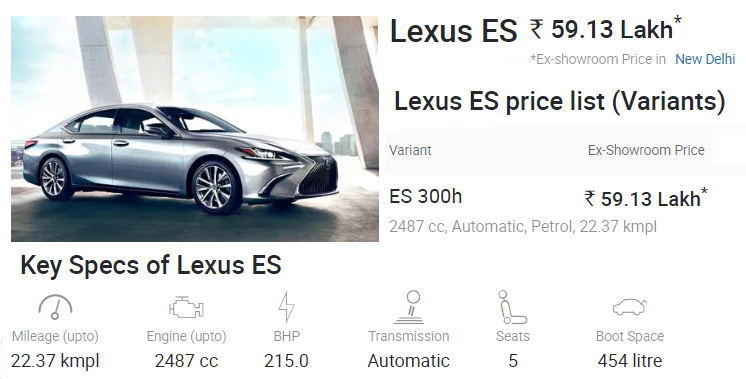 Lexus ES ₹ 59.13 Lakh*
*Ex-showroom Price in New Delhi
Lexus ES price list (Variants)
Variant Ex-Showroom Price
ES 300h ₹ 59.13 Lakh*
2487 cc, Automatic, Petrol, 22.37 kmpl
Key Specs of Lexus ES
Mileage (upto) Engine (upto) BHP Transmission Seats Boot Space
22.37 kmpl 2487 cc 215.0 Automatic 5 454 litre